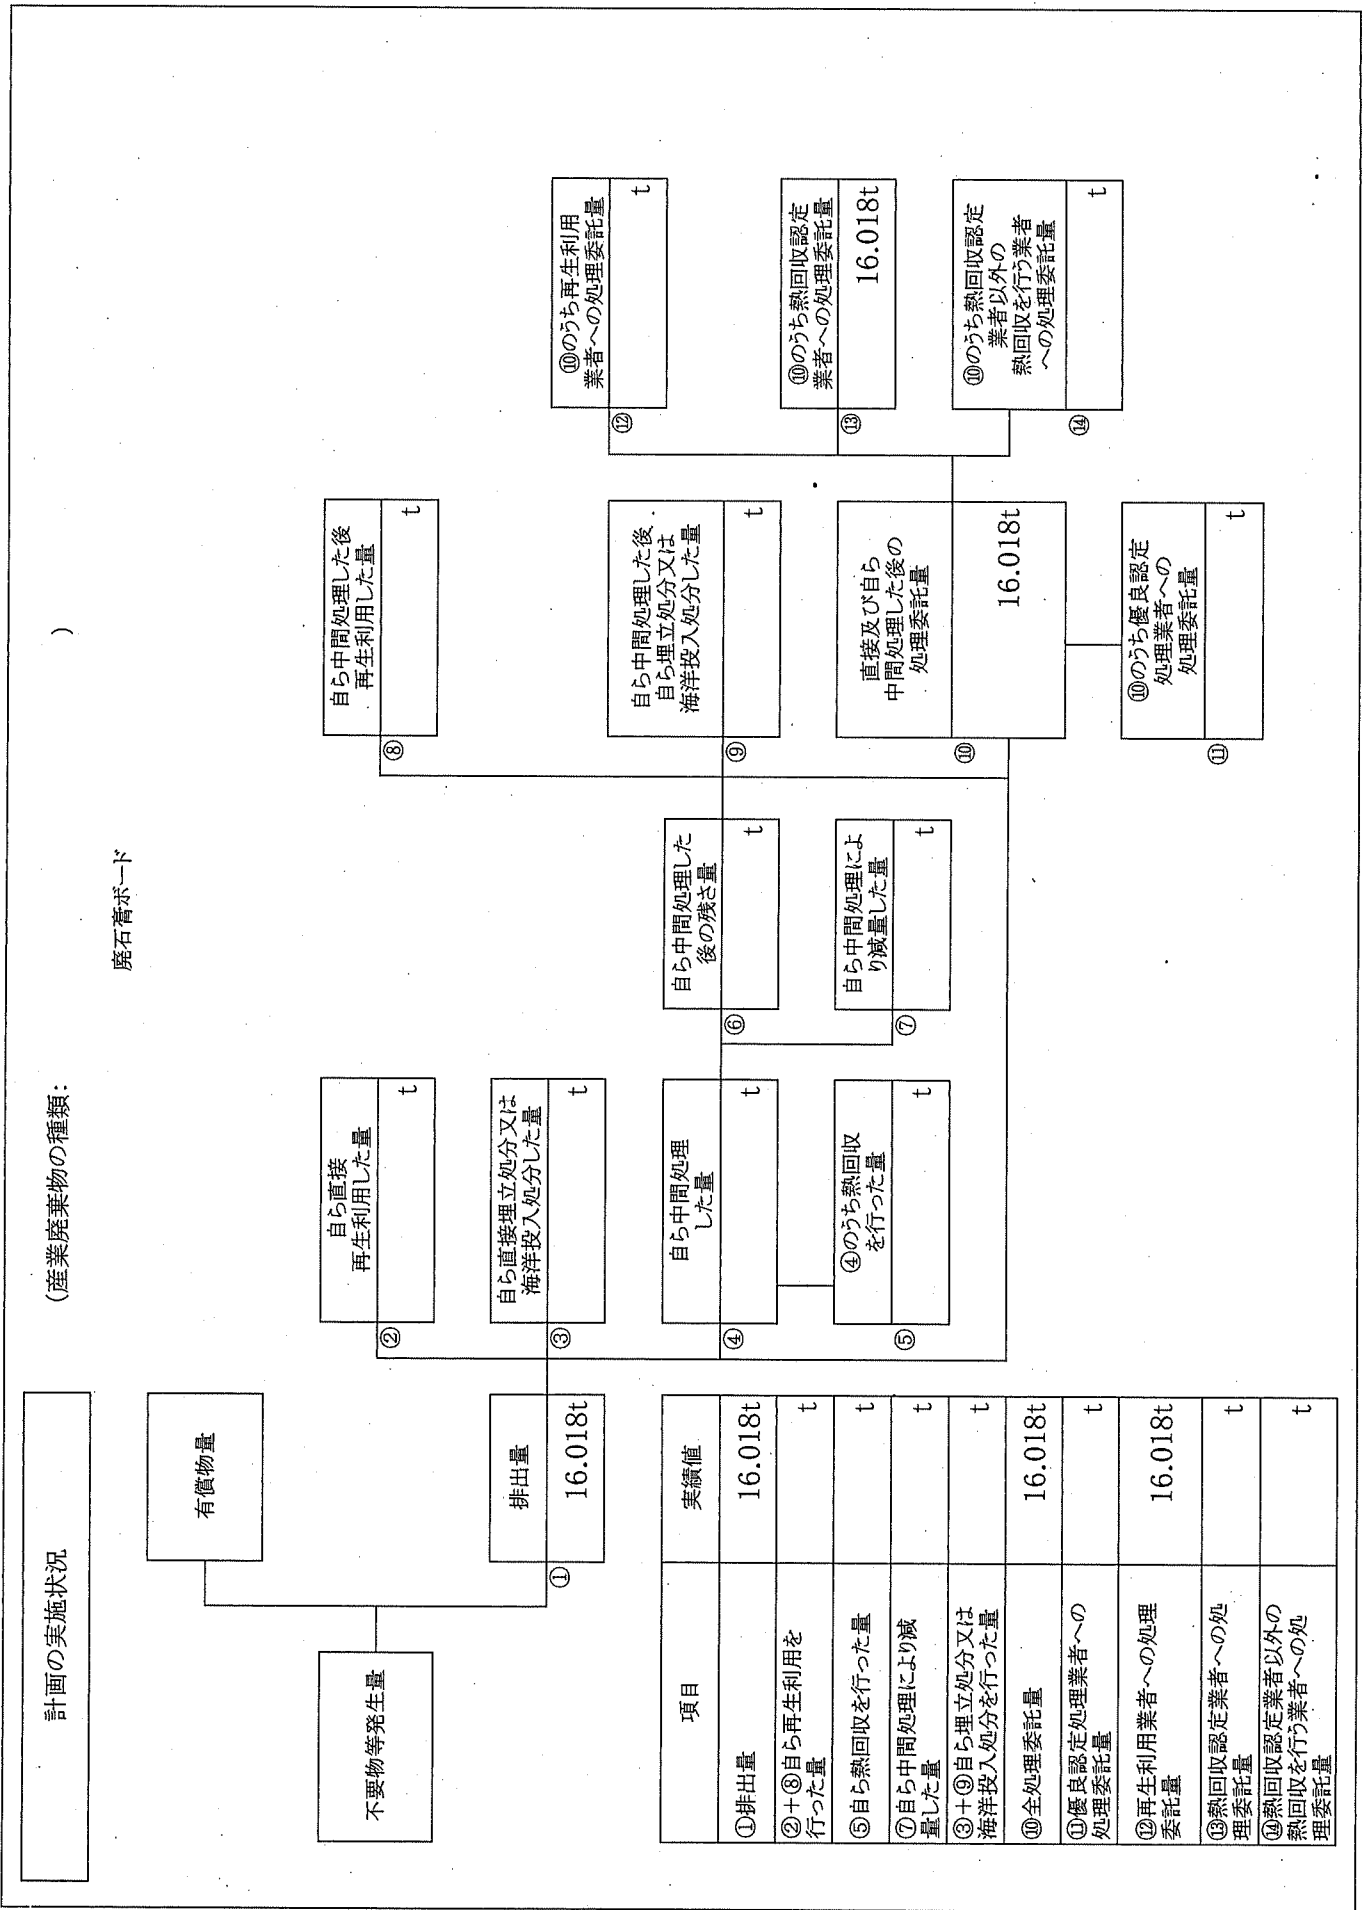 計画の実施状況
(産業廃棄物の種類:
)
廃石膏ボード
不要物等発生量
有償物量
①
排出量
16.018t
②
自ら直接
再生利用した量
t
③
自ら直接埋立処分又は
海洋投入処分した量
t
④
自ら中間処理
した量
t
⑤
④のうち熱回収
を行った量
t
⑥
自ら中間処理した
後の残さ量
t
⑦
自ら中間処理によ
り減量した量
t
⑧
自ら中間処理した後
再生利用した量
t
⑨
自ら中間処理した後
自ら埋立処分又は
海洋投入処分した量
t
⑩
直接及び自ら
中間処理した後の
処理委託量
16.018t
⑪
⑩のうち優良認定
処理業者への
処理委託量
t
⑫
⑩のうち再生利用
業者への処理委託量
t
⑬
⑩のうち熱回収認定
業者への処理委託量
16.018t
⑭
⑩のうち熱回収認定
業者以外の
熱回収を行う業者
への処理委託量
t
項目
実績値
①排出量
16.018t
②+⑧自ら再生利用を
行った量
t
⑤自ら熱回収を行った量
t
⑦自ら中間処理により減
量した量
t
③+⑨自ら埋立処分又は
海洋投入処分を行った量
t
⑩全処理委託量
16.018t
⑪優良認定処理業者への
処理委託量
t
⑫再生利用業者への処理
委託量
16.018t
⑬熱回収認定業者への処
理委託量
t
⑭熱回収認定業者以外の
熱回収を行う業者への処
理委託量
t